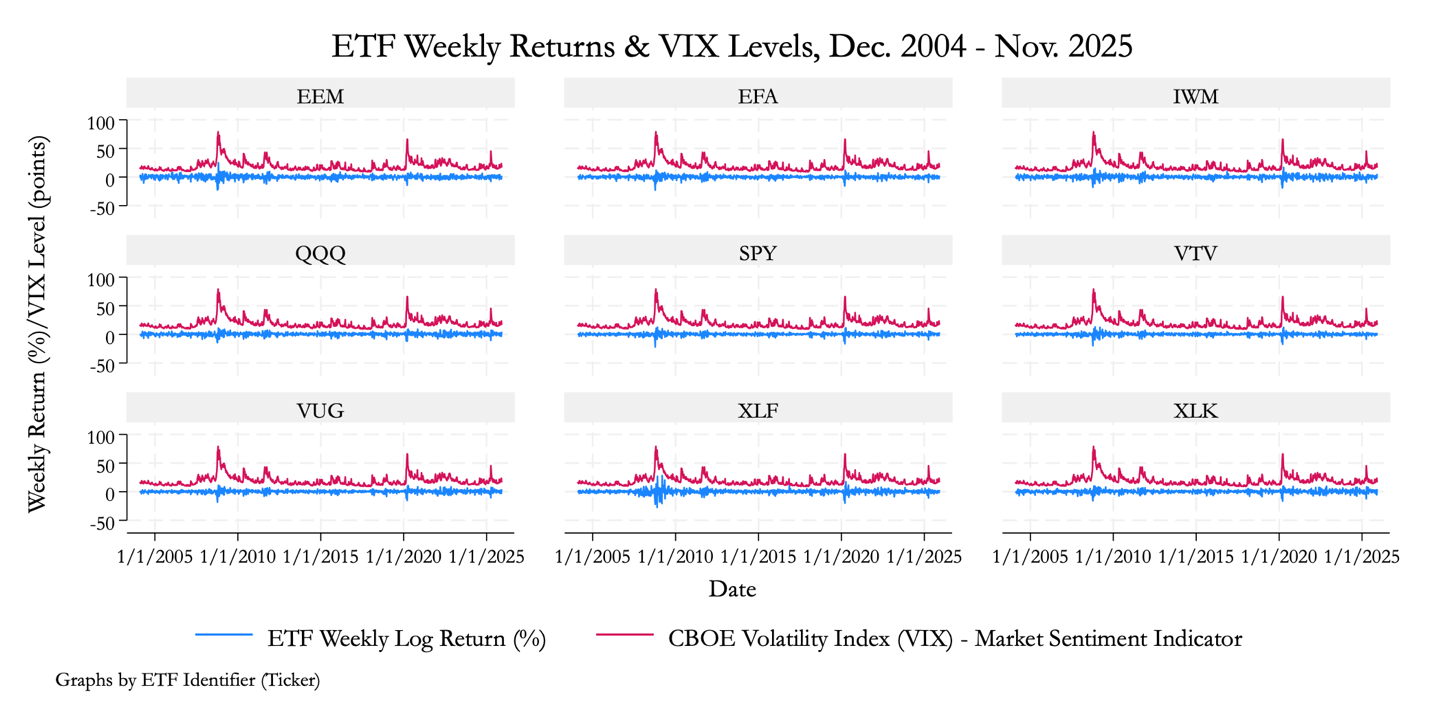 ETF Weekly Returns & VIX Levels, Dec. 2004 - Nov. 2025
Weekly Return (%)/VIX Level (points)
EEM
EFA
IWM
100
50
0
-50
QQQ
SPY
VTV
100
50
0
-50
VUG
XLF
XLK
100
50
0
-50
1/1/2005 1/1/2010 1/1/2015 1/1/2020 1/1/2025
1/1/2005 1/1/2010 1/1/2015 1/1/2020 1/1/2025
1/1/2005 1/1/2010 1/1/2015 1/1/2020 1/1/2025
Date
ETF Weekly Log Return (%)
CBOE Volatility Index (VIX) - Market Sentiment Indicator
Graphs by ETF Identifier (Ticker)